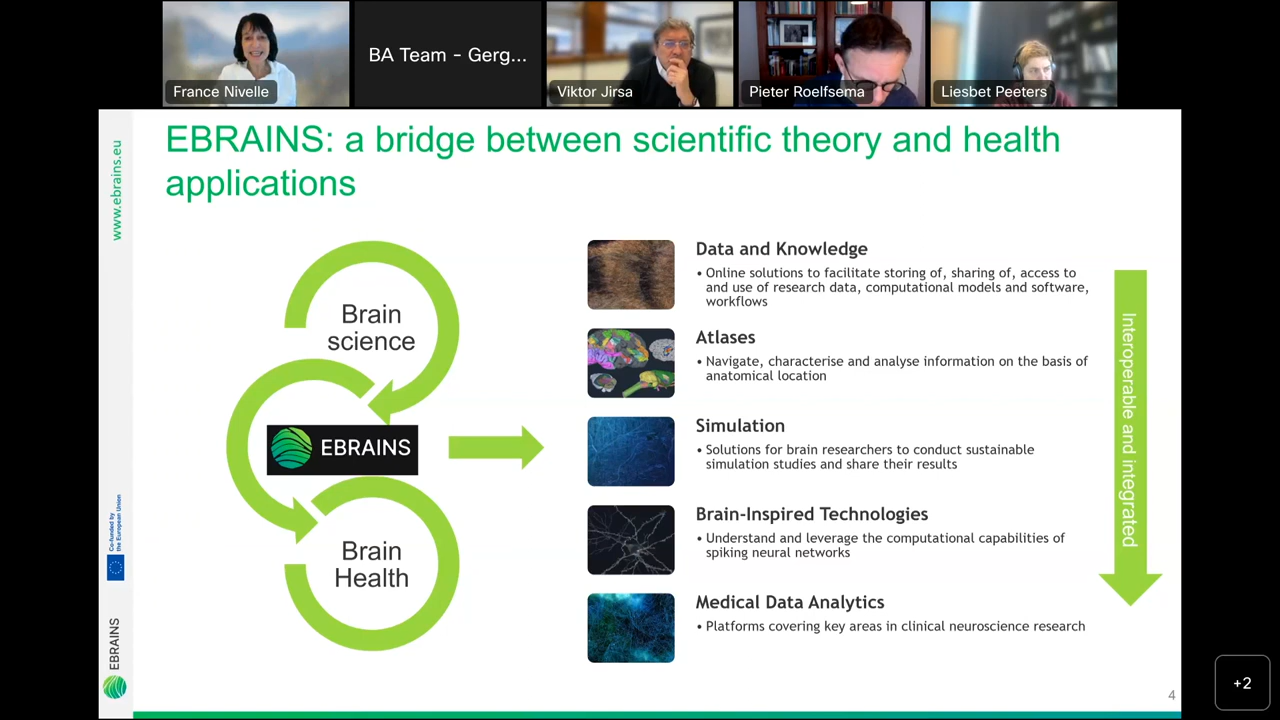 France Nivelle
BA Team - Gerg...
Viktor Jirsa
Pieter Roelfsema
Liesbet Peeters
www.ebrains.eu
EBRAINS: a bridge between scientific theory and health
applications
Brain
science
EBRAINS
Brain
Health
Data and Knowledge
• Online solutions to facilitate storing of, sharing of, access to
and use of research data, computational models and software,
workflows
Atlases
• Navigate, characterise and analyse information on the basis of
anatomical location
Simulation
• Solutions for brain researchers to conduct sustainable
simulation studies and share their results
Brain-Inspired Technologies
• Understand and leverage the computational capabilities of
spiking neural networks
Medical Data Analytics
• Platforms covering key areas in clinical neuroscience research
Interoperable and integrated
Co-funded by
the European Union
EBRAINS
4
+2